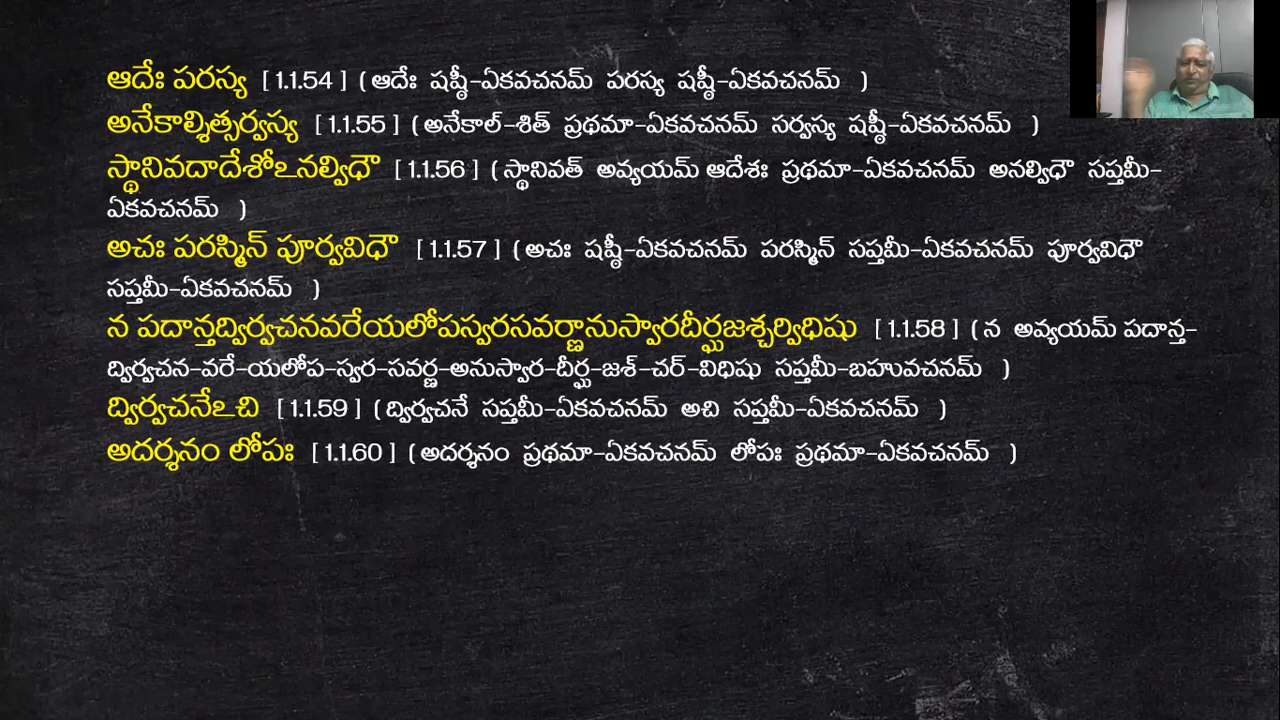 ఆదేః పరస్య [ 1.1.54 ] ( ఆదేః షష్ఠీ-ఏకవచనమ్ పరస్య షష్ఠీ-ఏకవచనమ్ )
అనేకాల్శిత్సర్వస్య [ 1.1.55 ] ( అనేకాల్-శిత్ ప్రథమా-ఏకవచనమ్ సర్వస్య షష్ఠీ-ఏకవచనమ్ )
స్థానివదాదేశోఽనల్విధౌ [ 1.1.56 ] ( స్థానివత్ అవ్యయమ్ ఆదేశః ప్రథమా-ఏకవచనమ్ అనల్విధౌ సప్తమీ-
ఏకవచనమ్ )
అచః పరస్మిన్ పూర్వవిధౌ [ 1.1.57 ] ( అచః షష్ఠీ-ఏకవచనమ్ పరస్మిన్ సప్తమీ-ఏకవచనమ్ పూర్వవిధౌ
సప్తమీ-ఏకవచనమ్ )
న పదాన్తద్విర్వచనవరేయలోపస్వరసవర్ణానుస్వారదీర్ఘజశ్చర్విధిషు [ 1.1.58 ] ( న అవ్యయమ్ పదాన్త-
ద్విర్వచన-వరే-యలోప-స్వర-సవర్ణ-అనుస్వార-దీర్ఘ-జశ్-చర్-విధిషు సప్తమీ-బహువచనమ్ )
ద్విర్వచనేఽచి [ 1.1.59 ] ( ద్విర్వచనే సప్తమీ-ఏకవచనమ్ అచి సప్తమీ-ఏకవచనమ్ )
అదర్శనం లోపః [ 1.1.60 ] ( అదర్శనం ప్రథమా-ఏకవచనమ్ లోపః ప్రథమా-ఏకవచనమ్ )